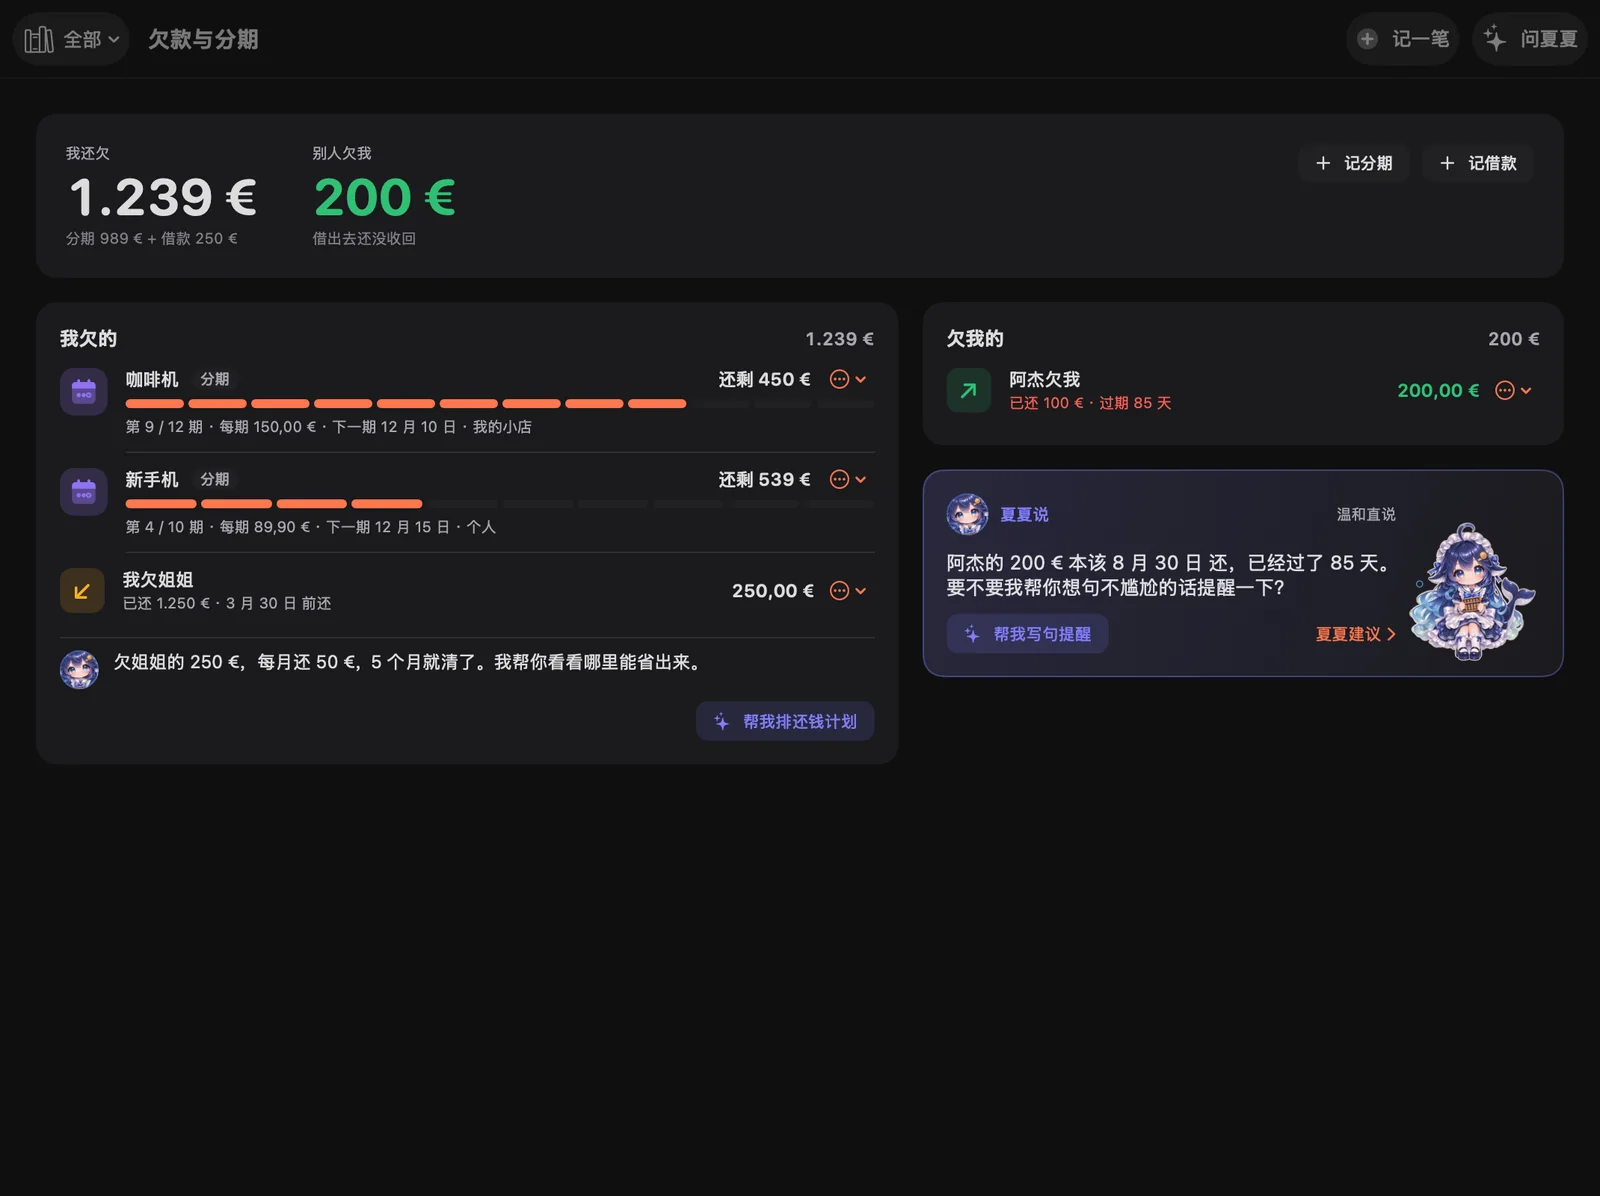 全部
欠款与分期
记一笔
问夏夏
我还欠
1.239 €
分期 989 € + 借款 250 €
别人欠我
200 €
借出去还没收回
+ 记分期
+ 记借款
我欠的
1.239 €
咖啡机 分期
还剩 450 €
第 9 / 12 期 · 每期 150,00 € · 下一期 12 月 10 日 · 我的小店
新手机 分期
还剩 539 €
第 4 / 10 期 · 每期 89,90 € · 下一期 12 月 15 日 · 个人
我欠姐姐
已还 1.250 € · 3 月 30 日 前还
250,00 €
欠姐姐的 250 €，每月还 50 €，5 个月就清了。我帮你看看哪里能省出来。
帮我排还钱计划
欠我的
200 €
阿杰欠我
已还 100 € · 过期 85 天
200,00 €
夏夏说
温和直说
阿杰的 200 € 本该 8 月 30 日 还，已经过了 85 天。
要不要我帮你想句不尴尬的话提醒一下？
帮我写句提醒
夏夏建议